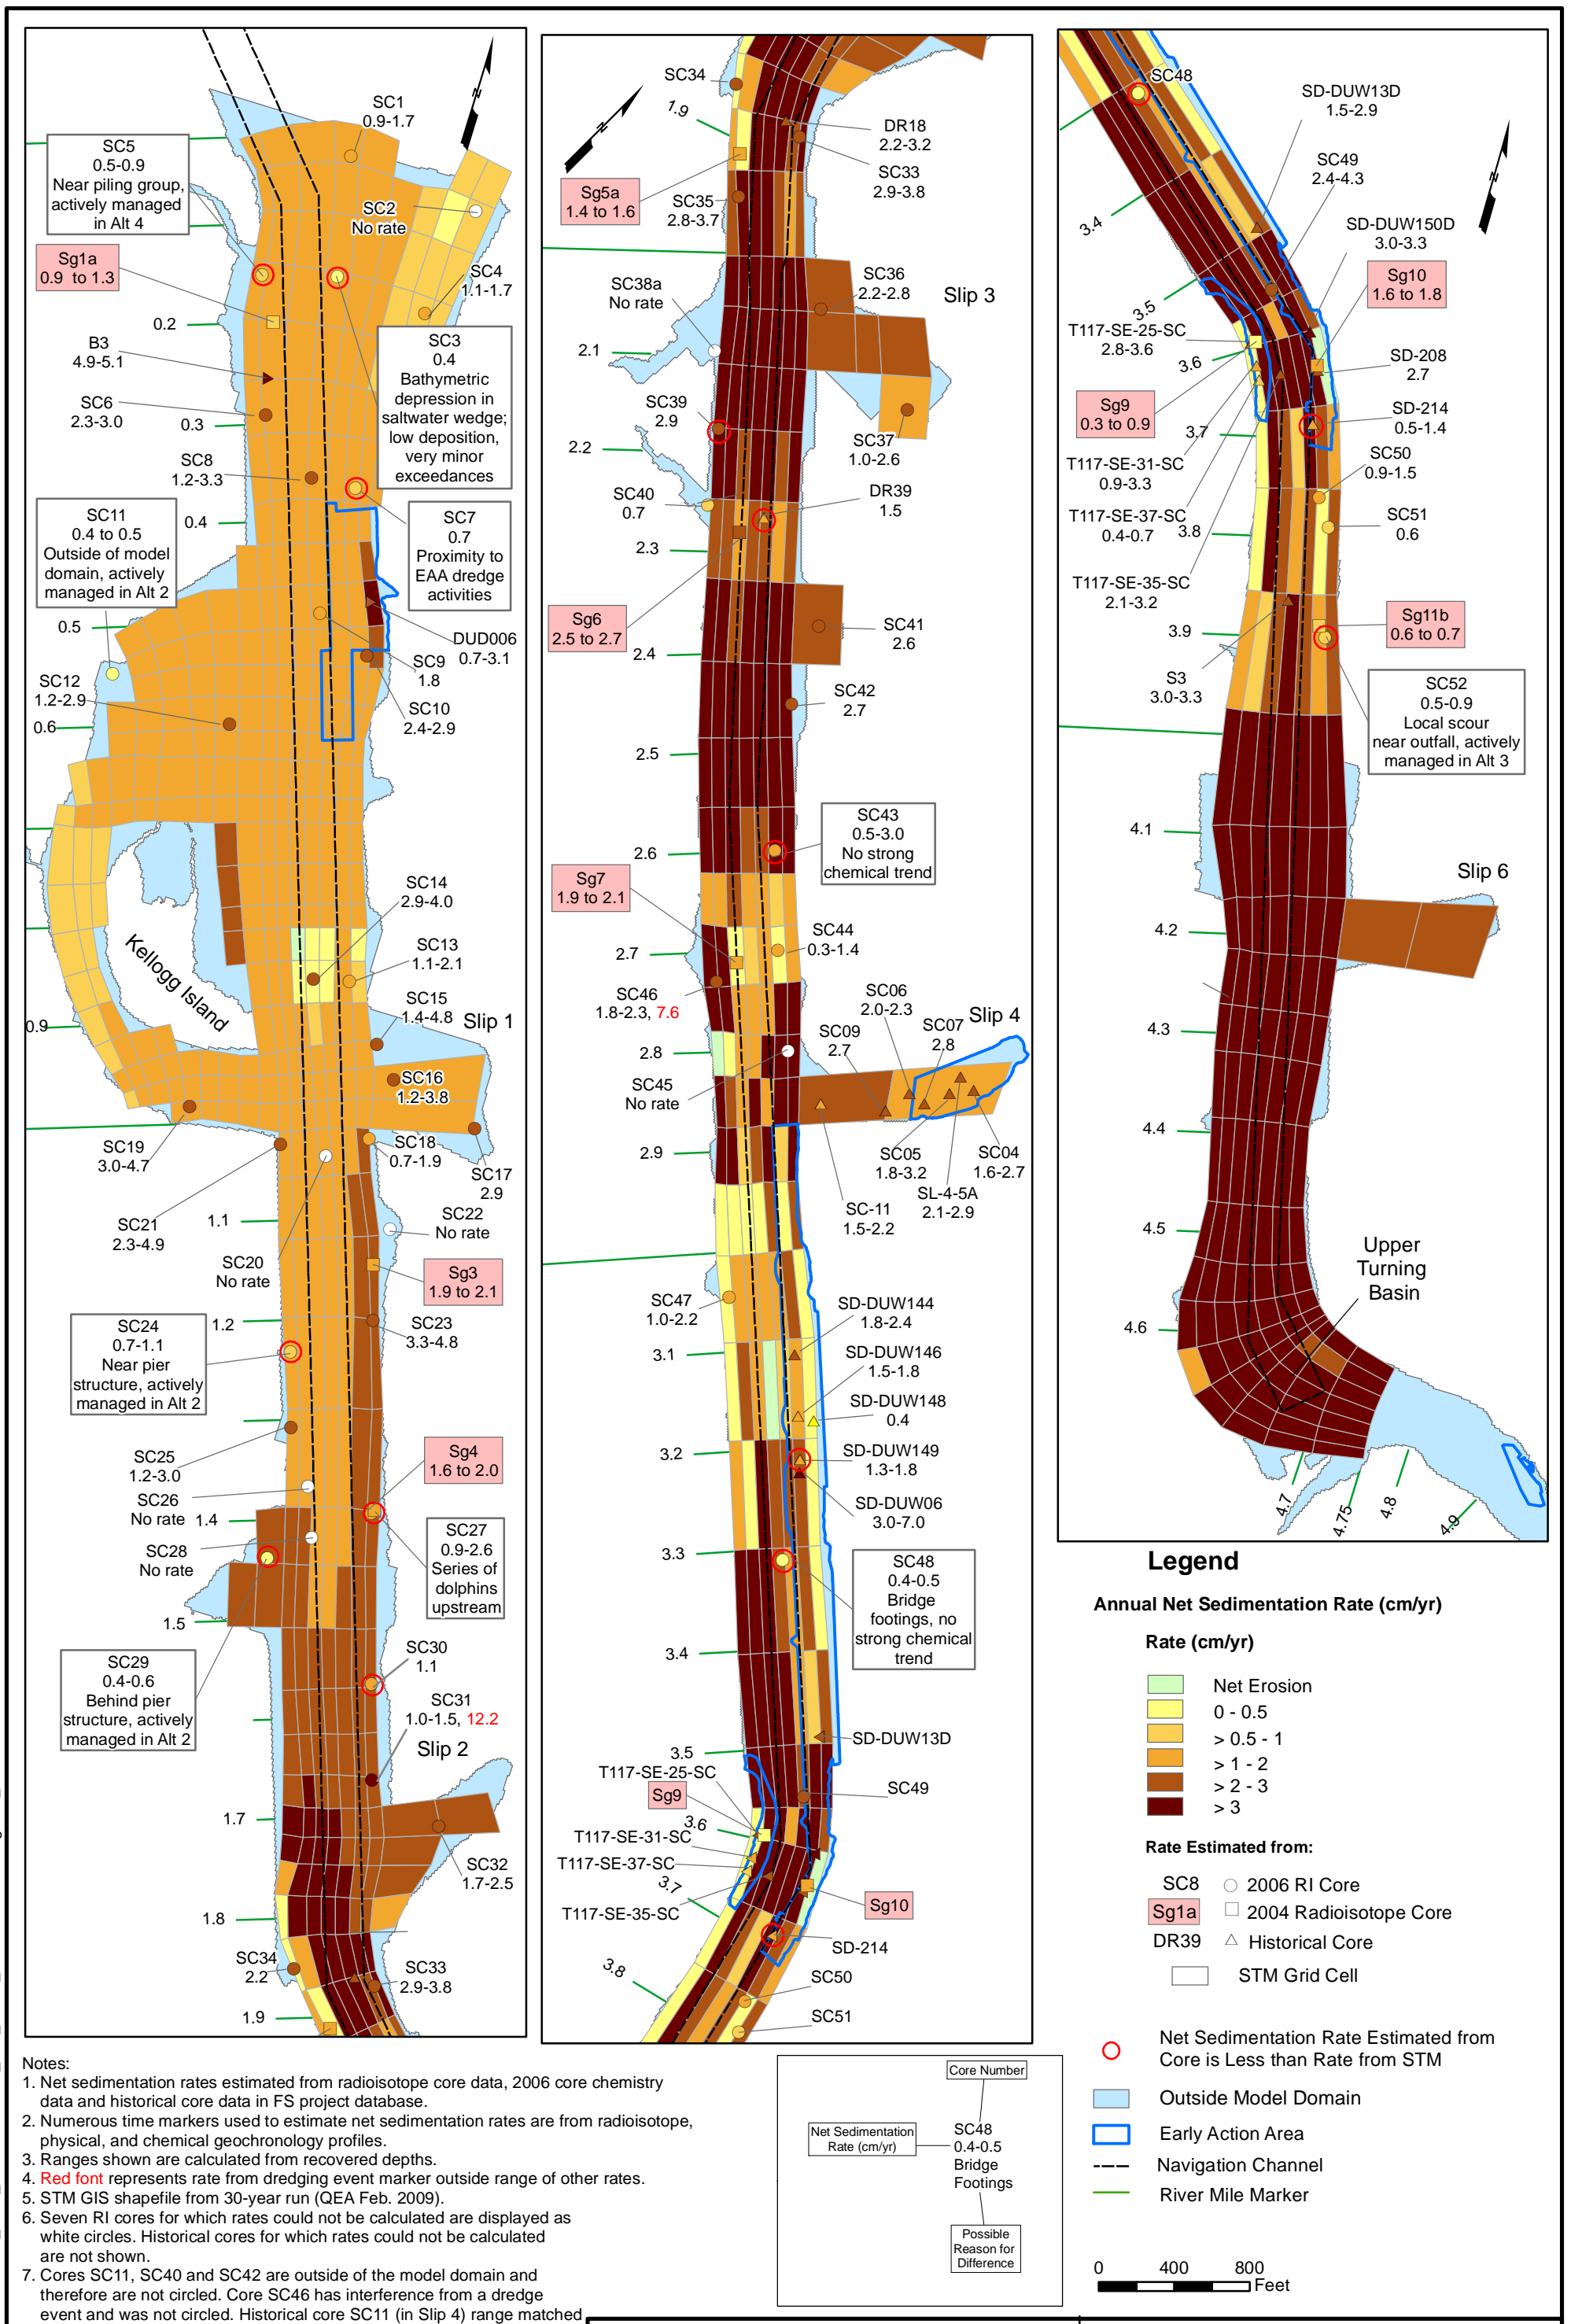 SC1
0.9-1.7
SC5
0.5-0.9
Near piling group,
actively managed
in Alt 4
SC2
No rate
Sg1a
0.9 to 1.3
SC4
1.1-1.7
0.2
B3
4.9-5.1
SC3
0.4
Bathymetric
depression in
saltwater wedge;
low deposition,
very minor
exceedances
SC6
2.3-3.0
0.3
SC8
1.2-3.3
SC11
0.4 to 0.5
Outside of model
domain, actively
managed in Alt 2
0.4
SC7
0.7
Proximity to
EAA dredge
activities
0.5
DUD006
0.7-3.1
SC9
1.8
SC12
1.2-2.9
SC10
2.4-2.9
0.6
SC14
2.9-4.0
Kellogg Island
SC13
1.1-2.1
SC15
1.4-4.8
Slip 1
0.9
SC16
1.2-3.8
SC19
3.0-4.7
SC18
0.7-1.9
SC17
2.9
SC21
2.3-4.9
1.1
SC22
No rate
SC20
No rate
Sg3
1.9 to 2.1
1.2
SC23
3.3-4.8
SC24
0.7-1.1
Near pier
structure, actively
managed in Alt 2
SC25
1.2-3.0
Sg4
1.6 to 2.0
SC26
No rate
1.4
SC27
0.9-2.6
Series of
dolphins
upstream
SC28
No rate
1.5
SC29
0.4-0.6
Behind pier
structure, actively
managed in Alt 2
SC30
1.1
SC31
1.0-1.5, 12.2
Slip 2
1.7
SC32
1.7-2.5
1.8
SC34
2.2
SC33
2.9-3.8
1.9
N
SC34
1.9
N
DR18
2.2-3.2
SC33
2.9-3.8
Sg5a
1.4 to 1.6
SC35
2.8-3.7
SC38a
No rate
SC36
2.2-2.8
Slip 3
2.1
SC39
2.9
SC37
1.0-2.6
2.2
SC40
0.7
DR39
1.5
2.3
Sg6
2.5 to 2.7
SC41
2.6
2.4
SC42
2.7
2.5
SC43
0.5-3.0
No strong
chemical trend
2.6
Sg7
1.9 to 2.1
SC44
0.3-1.4
2.7
SC46
1.8-2.3, 7.6
SC06
2.0-2.3
SC07
2.8
Slip 4
SC09
2.7
2.8
SC45
No rate
2.9
SC05
1.8-3.2
SC04
1.6-2.7
SL-4-5A
2.1-2.9
SC-11
1.5-2.2
SC47
1.0-2.2
SD-DUW144
1.8-2.4
3.1
SD-DUW146
1.5-1.8
SD-DUW148
0.4
3.2
SD-DUW149
1.3-1.8
SD-DUW06
3.0-7.0
3.3
SC48
0.4-0.5
Bridge
footings, no
strong chemical
trend
3.4
SD-DUW13D
3.5
T117-SE-25-SC
Sg9
SC49
3.6
T117-SE-31-SC
T117-SE-37-SC
3.7
T117-SE-35-SC
Sg10
SD-214
3.8
SC50
SC51
SC48
SD-DUW13D
1.5-2.9
SC49
2.4-4.3
N
3.4
SD-DUW150D
3.0-3.3
Sg10
1.6 to 1.8
3.5
T117-SE-25-SC
2.8-3.6
3.6
SD-208
2.7
Sg9
0.3 to 0.9
SD-214
0.5-1.4
3.7
T117-SE-31-SC
0.9-3.3
SC50
0.9-1.5
T117-SE-37-SC
0.4-0.7
3.8
SC51
0.6
T117-SE-35-SC
2.1-3.2
Sg11b
0.6 to 0.7
3.9
S3
3.0-3.3
SC52
0.5-0.9
Local scour
near outfall, actively
managed in Alt 3
4.1
Slip 6
4.2
4.3
4.4
4.5
Upper
Turning
Basin
4.6
4.7
4.75
4.8
4.9
Legend
Annual Net Sedimentation Rate (cm/yr)
Rate (cm/yr)
Net Erosion
0 - 0.5
> 0.5 - 1
> 1 - 2
> 2 - 3
> 3
Rate Estimated from:
SC8 2006 RI Core
Sg1a 2004 Radioisotope Core
DR39 Historical Core
STM Grid Cell
Net Sedimentation Rate Estimated from
Core is Less than Rate from STM
Outside Model Domain
Early Action Area
Navigation Channel
River Mile Marker
0 400 800
Feet
Notes:
1. Net sedimentation rates estimated from radioisotope core data, 2006 core chemistry
data and historical core data in FS project database.
2. Numerous time markers used to estimate net sedimentation rates are from radioisotope,
physical, and chemical geochronology profiles.
3. Ranges shown are calculated from recovered depths.
4. Red font represents rate from dredging event marker outside range of other rates.
5. STM GIS shapefile from 30-year run (QEA Feb. 2009).
6. Seven RI cores for which rates could not be calculated are displayed as
white circles. Historical cores for which rates could not be calculated
are not shown.
7. Cores SC11, SC40 and SC42 are outside of the model domain and
therefore are not circled. Core SC46 has interference from a dredge
event and was not circled. Historical core SC11 (in Slip 4) range matched
Core Number
Net Sedimentation
Rate (cm/yr)
SC48
0.4-0.5
Bridge
Footings
Possible
Reason for
Difference